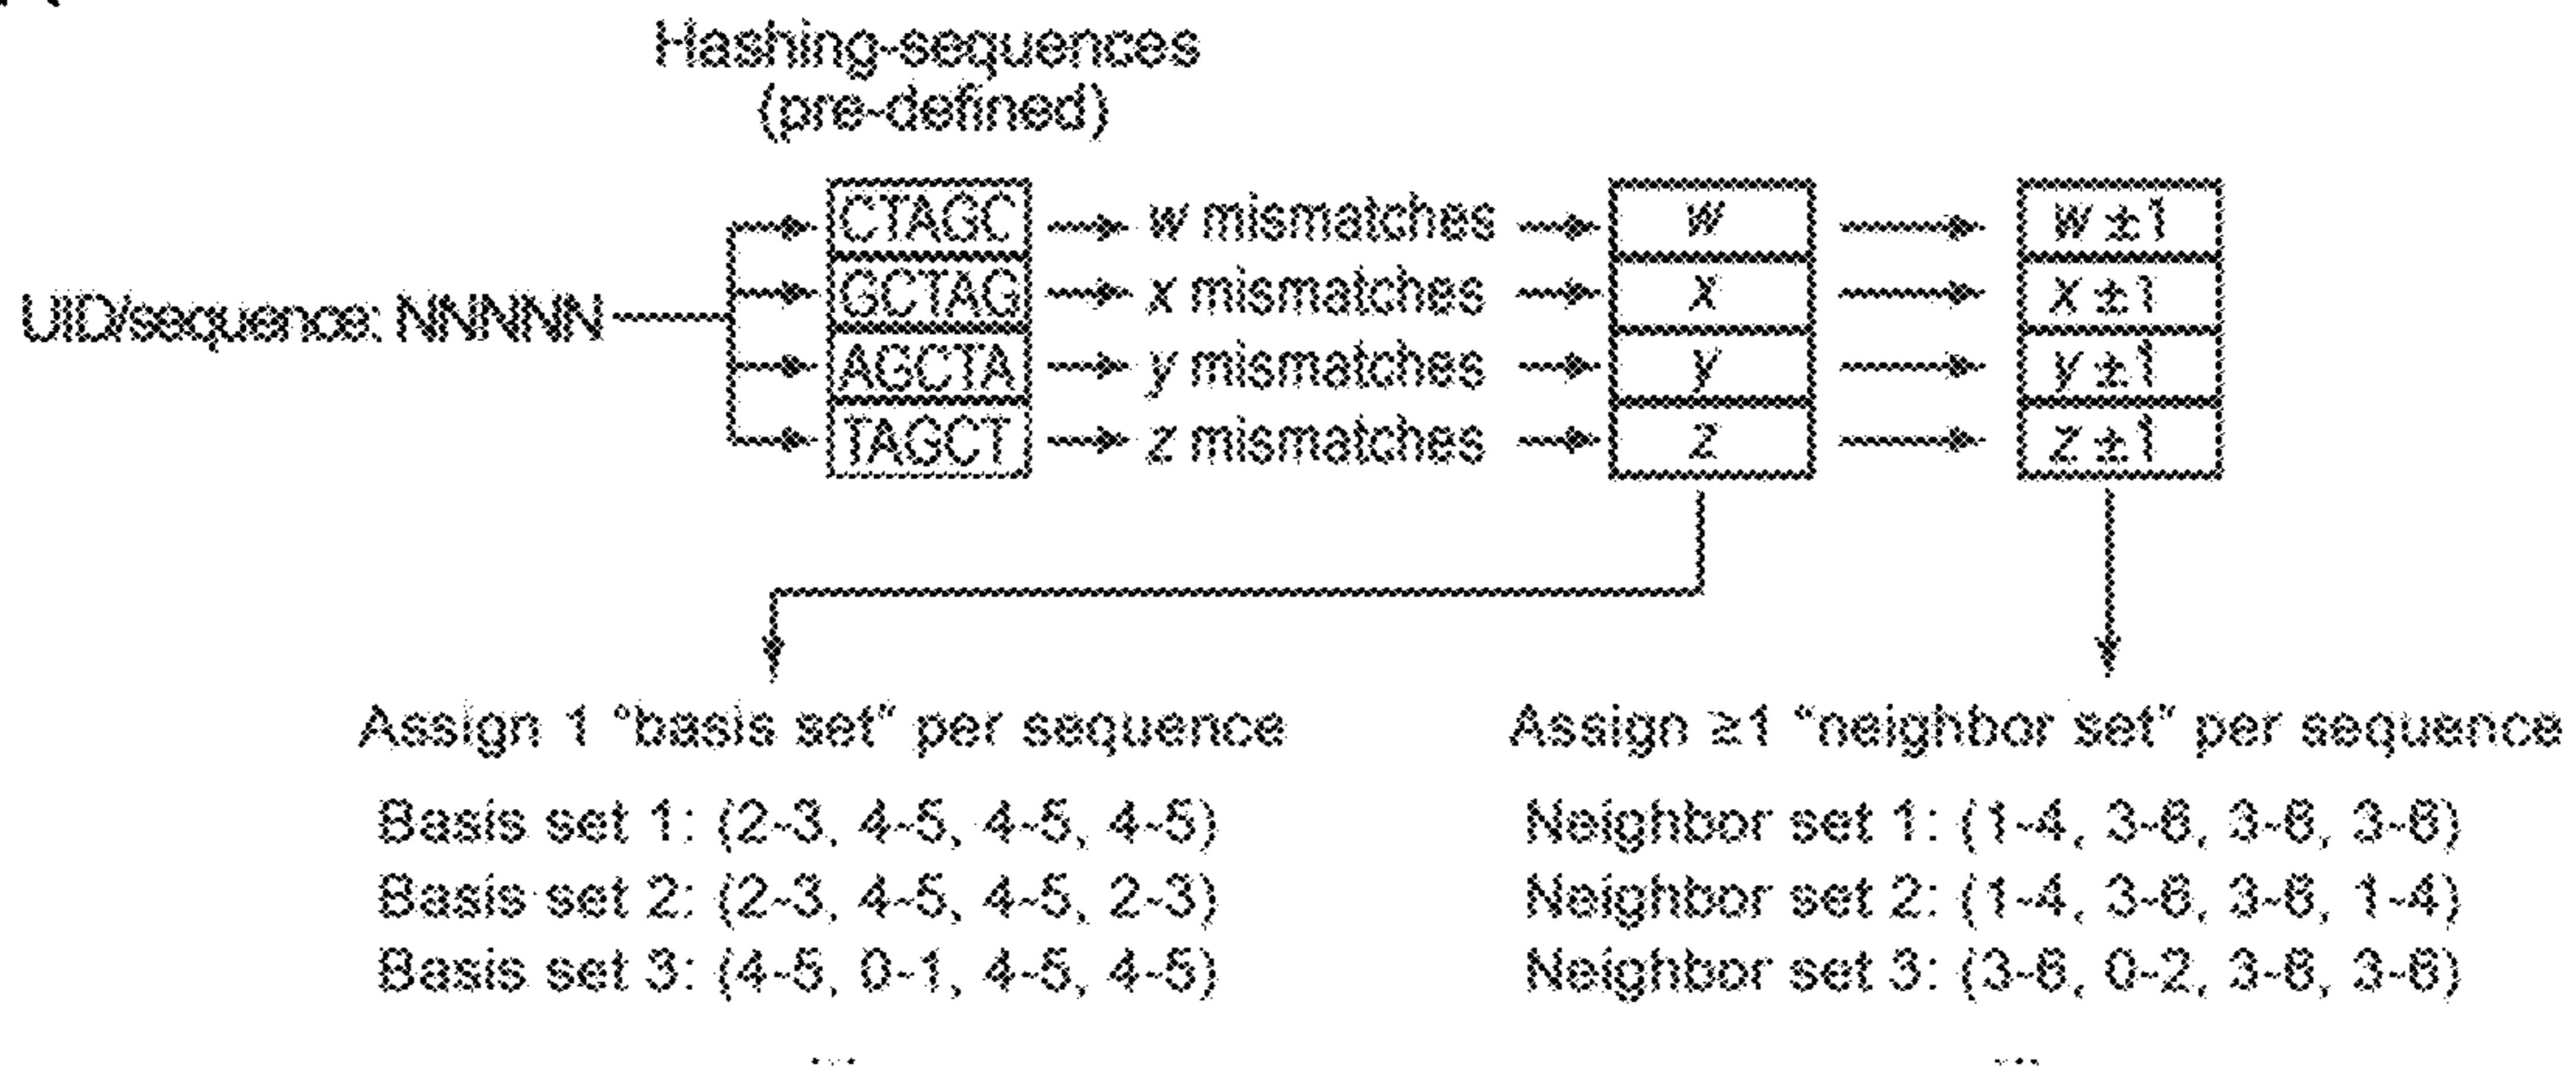 Hashing-sequences
(pre-defined)
CTAGC w mismatches w w ±1
GCTAG x mismatches x x ±1
UID/sequence: NNNNN
AGCTA y mismatches y y ±1
TAGCT z mismatches z z ±1
Assign 1 "basis set" per sequence
Basis set 1: (2-3, 4-5, 4-5, 4-5)
Basis set 2: (2-3, 4-5, 4-5, 2-3)
Basis set 3: (4-5, 0-1, 4-5, 4-5)
...
Assign ≥1 "neighbor set" per sequence
Neighbor set 1: (1-4, 3-6, 3-6, 3-6)
Neighbor set 2: (1-4, 3-6, 3-6, 1-4)
Neighbor set 3: (3-6, 0-2, 3-6, 3-6)
...